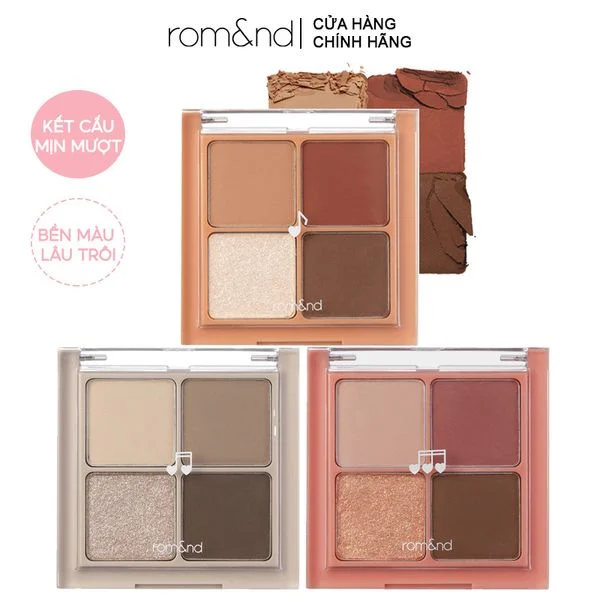 rom&nd
CỬA HÀNG
CHÍNH HÃNG
KẾT CẤU
MỊN MƯỢT
BỀN MÀU
LÂU TRÔI
rom&nd
rom&nd
rom&nd